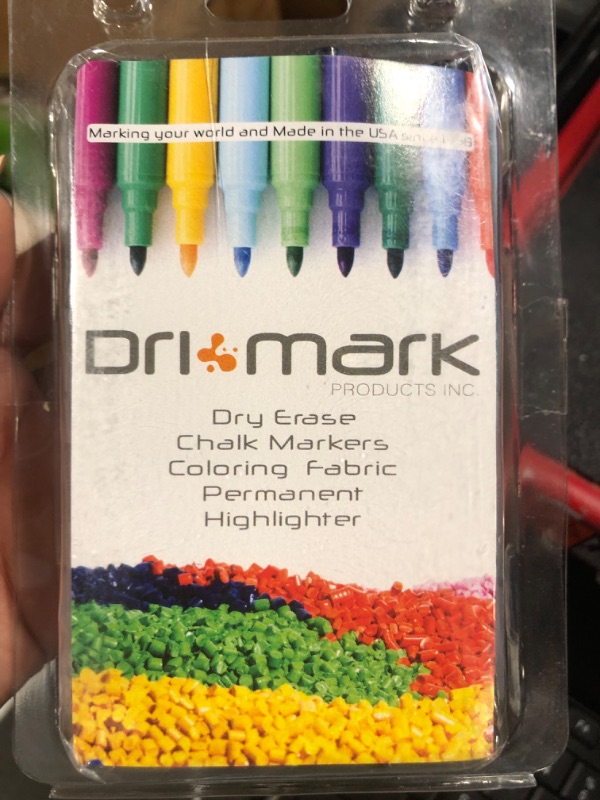 Marking your world and Made in the USA since
Dri mark
PRODUCTS INC.
Dry Erase
Chalk Markers
Coloring Fabric
Permanent
Highlighter